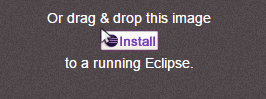 Or drag & drop this image
Install
to a running Eclipse.